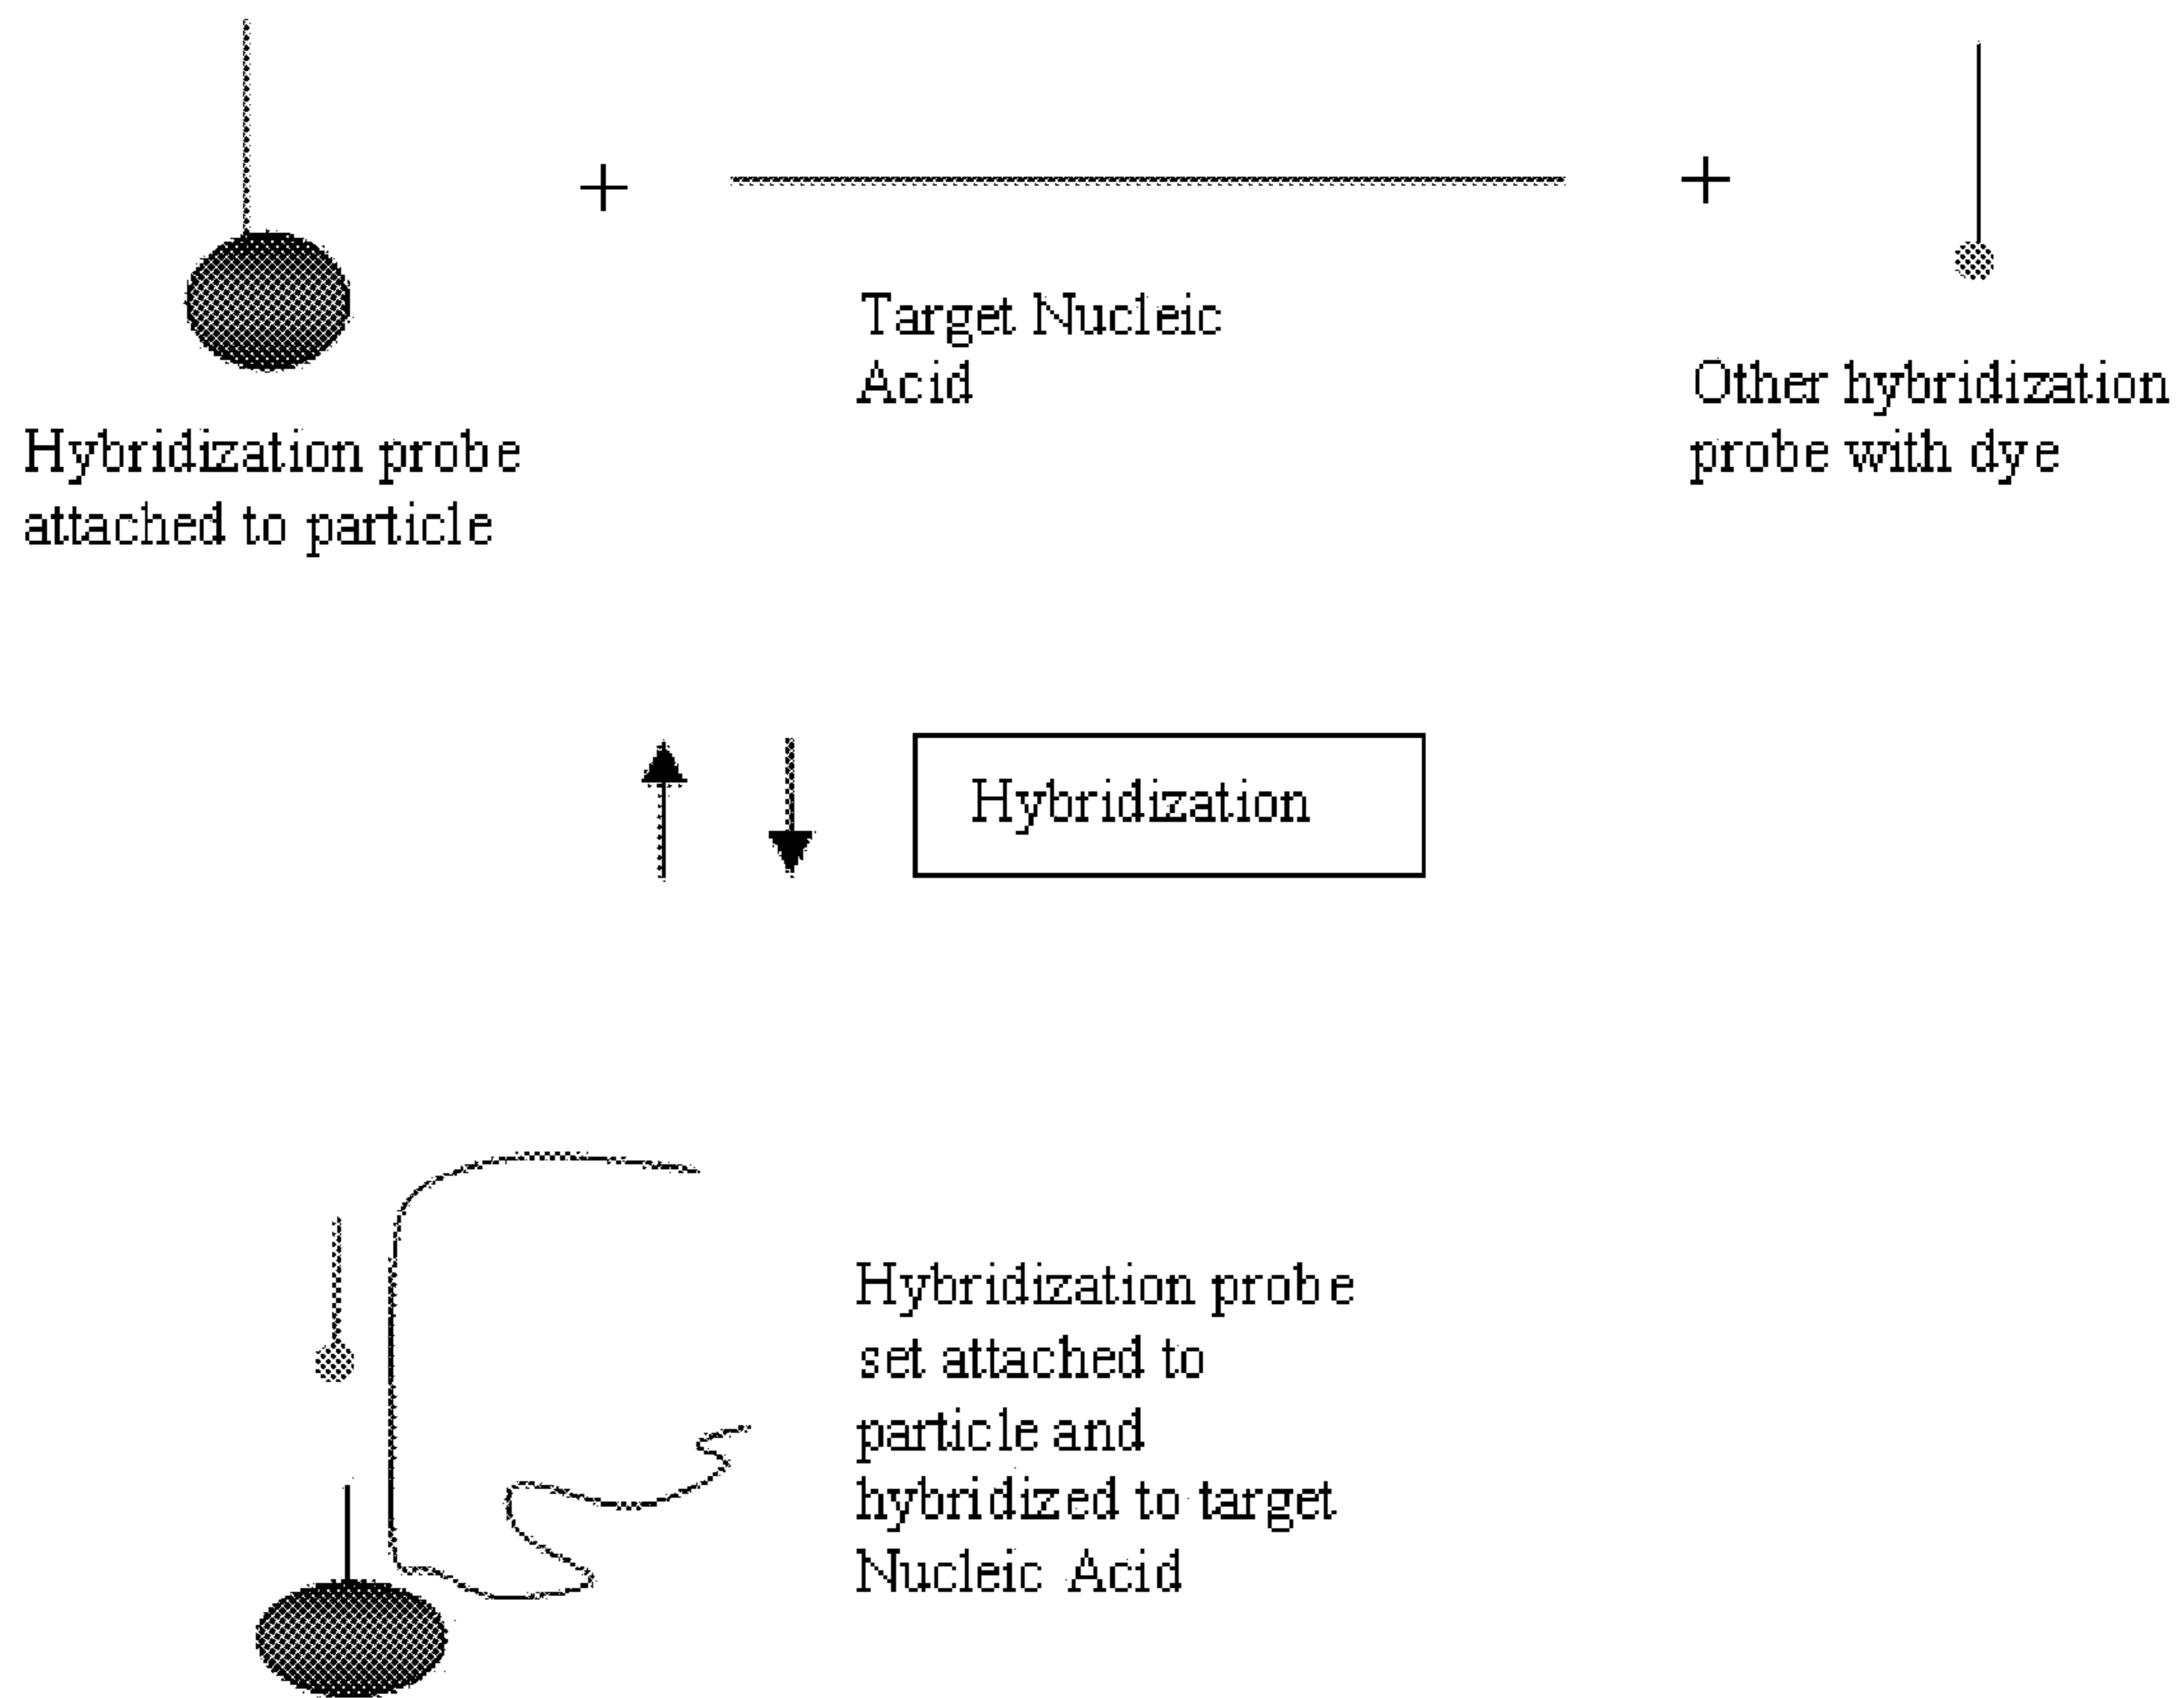 +
+
Target Nucleic
Acid
Other hybridization
probe with dye
Hybridization probe
attached to particle
Hybridization
Hybridization probe
set attached to
particle and
hybridized to target
Nucleic Acid